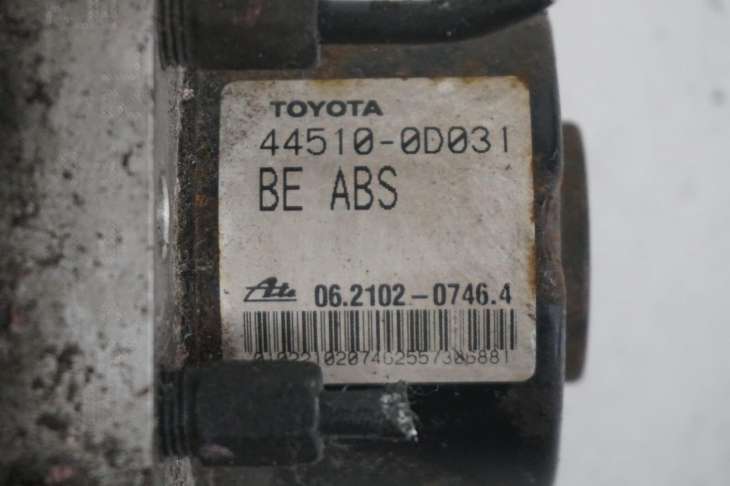 TOYOTA
44510-0D031
BE ABS
Ate 06.2102-0746.4